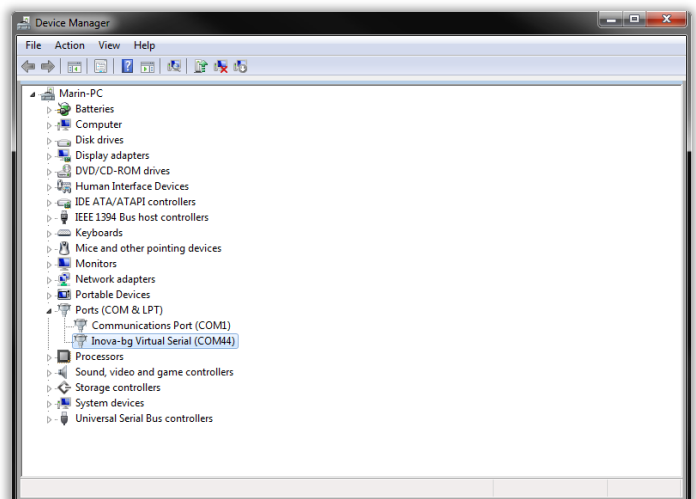 Device Manager
File Action View Help
Marin-PC
Batteries
Computer
Disk drives
Display adapters
DVD/CD-ROM drives
Human Interface Devices
IDE ATA/ATAPI controllers
IEEE 1394 Bus host controllers
Keyboards
Mice and other pointing devices
Monitors
Network adapters
Portable Devices
Ports (COM & LPT)
Communications Port (COM1)
Inova-bg Virtual Serial (COM44)
Processors
Sound, video and game controllers
Storage controllers
System devices
Universal Serial Bus controllers